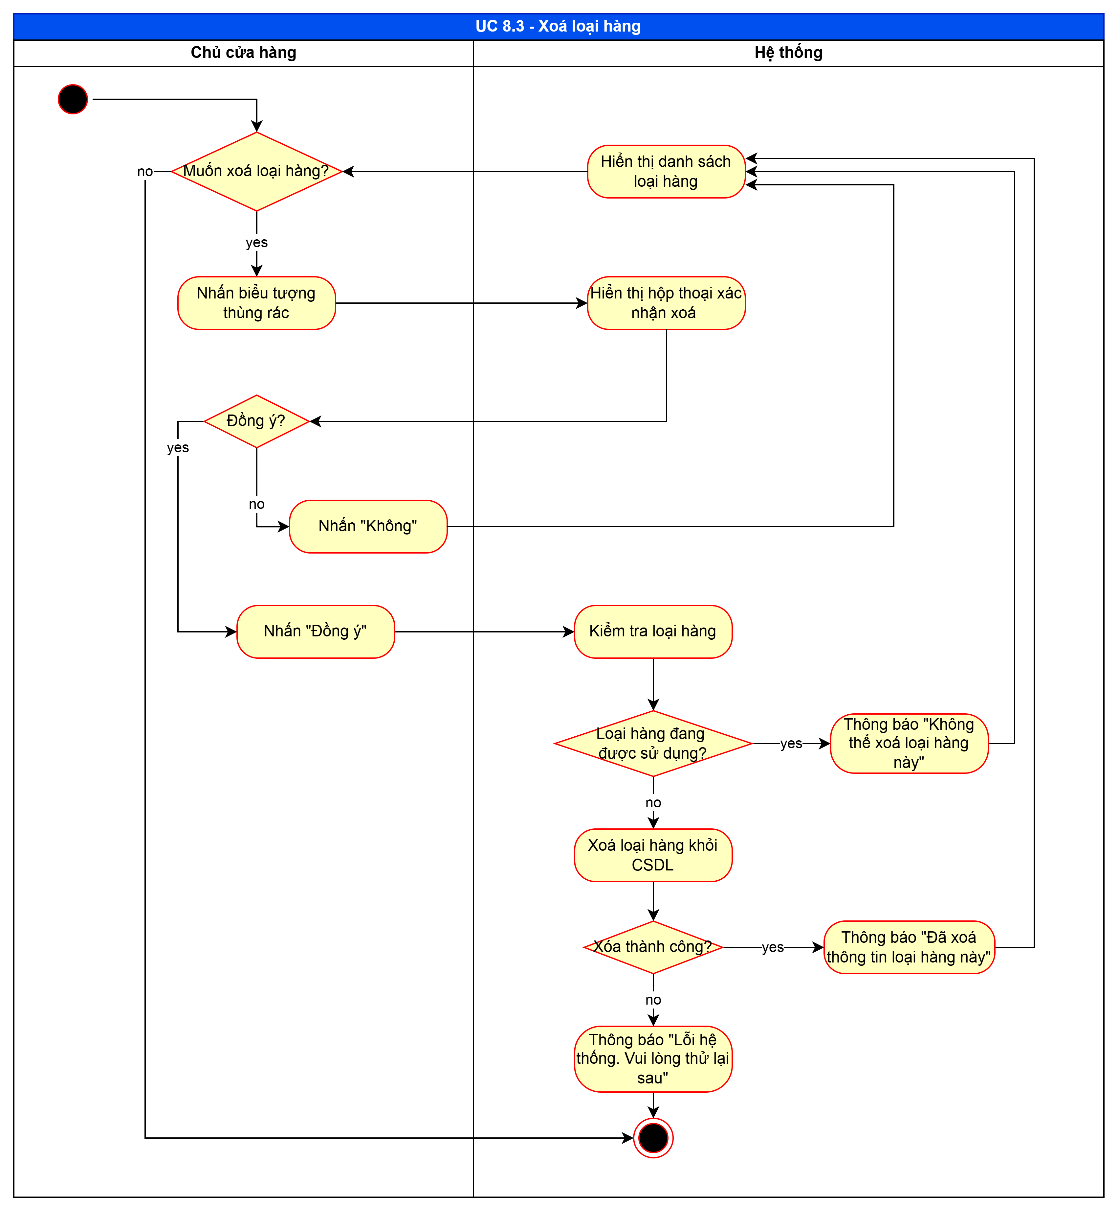 UC 8.3 - Xoá loại hàng
Chủ cửa hàng
Hệ thống
Muốn xoá loại hàng?
no
Hiển thị danh sách
loại hàng
yes
Nhấn biểu tượng
thùng rác
Hiển thị hộp thoại xác
nhận xoá
Đồng ý?
yes
no
Nhấn "Không"
Nhấn "Đồng ý"
Kiểm tra loại hàng
Loại hàng đang
được sử dụng?
yes
Thông báo "Không
thể xoá loại hàng
này"
no
Xoá loại hàng khỏi
CSDL
Xóa thành công?
yes
Thông báo "Đã xoá
thông tin loại hàng này"
no
Thông báo "Lỗi hệ
thống. Vui lòng thử lại
sau"